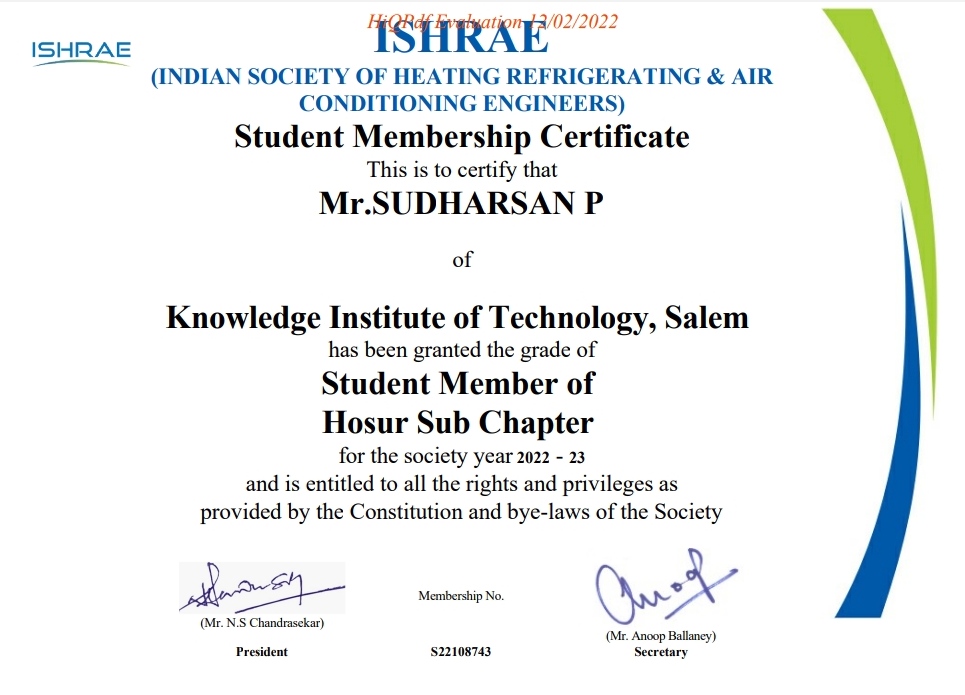 HiQPdf Evaluation 12/02/2022
ISHRAE
ISHRAE
(INDIAN SOCIETY OF HEATING REFRIGERATING & AIR
CONDITIONING ENGINEERS)
Student Membership Certificate
This is to certify that
Mr.SUDHARSAN P
of
Knowledge Institute of Technology, Salem
has been granted the grade of
Student Member of
Hosur Sub Chapter
for the society year 2022 - 23
and is entitled to all the rights and privileges as
provided by the Constitution and bye-laws of the Society
Anoop
Membership No.
(Mr. N.S Chandrasekar)
(Mr. Anoop Ballaney)
President
S22108743
Secretary